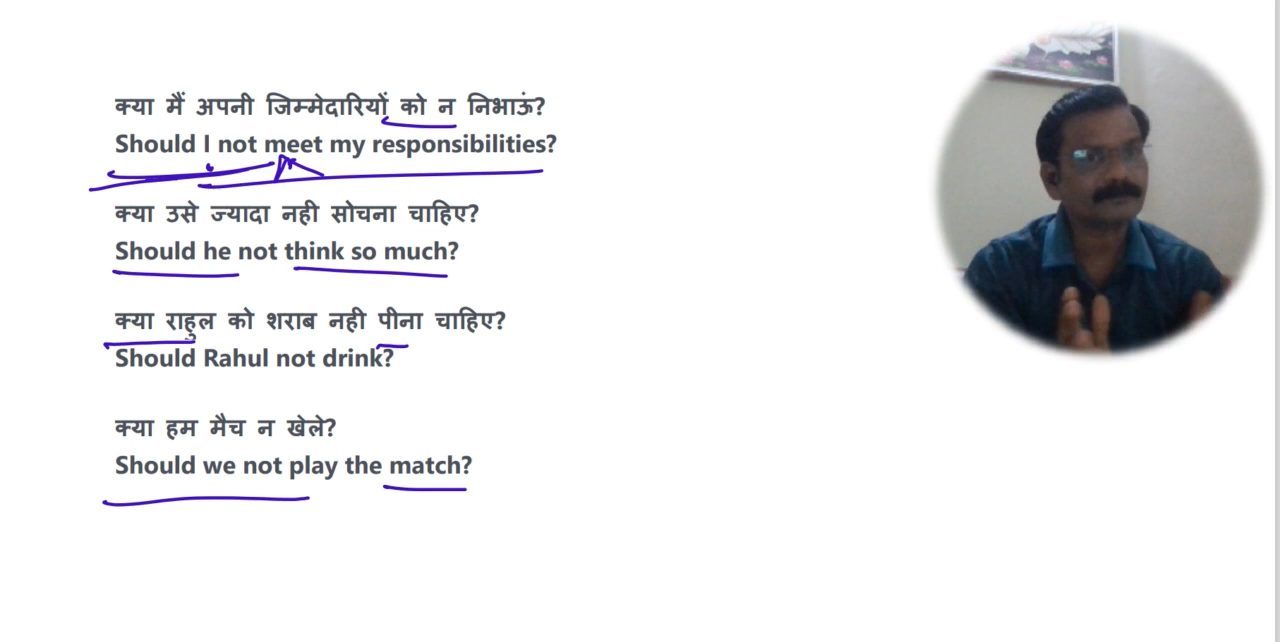 क्या मैं अपनी जिम्मेदारियों को न निभाऊं?
Should I not meet my responsibilities?
क्या उसे ज्यादा नही सोचना चाहिए?
Should he not think so much?
क्या राहुल को शराब नही पीना चाहिए?
Should Rahul not drink?
क्या हम मैच न खेले?
Should we not play the match?